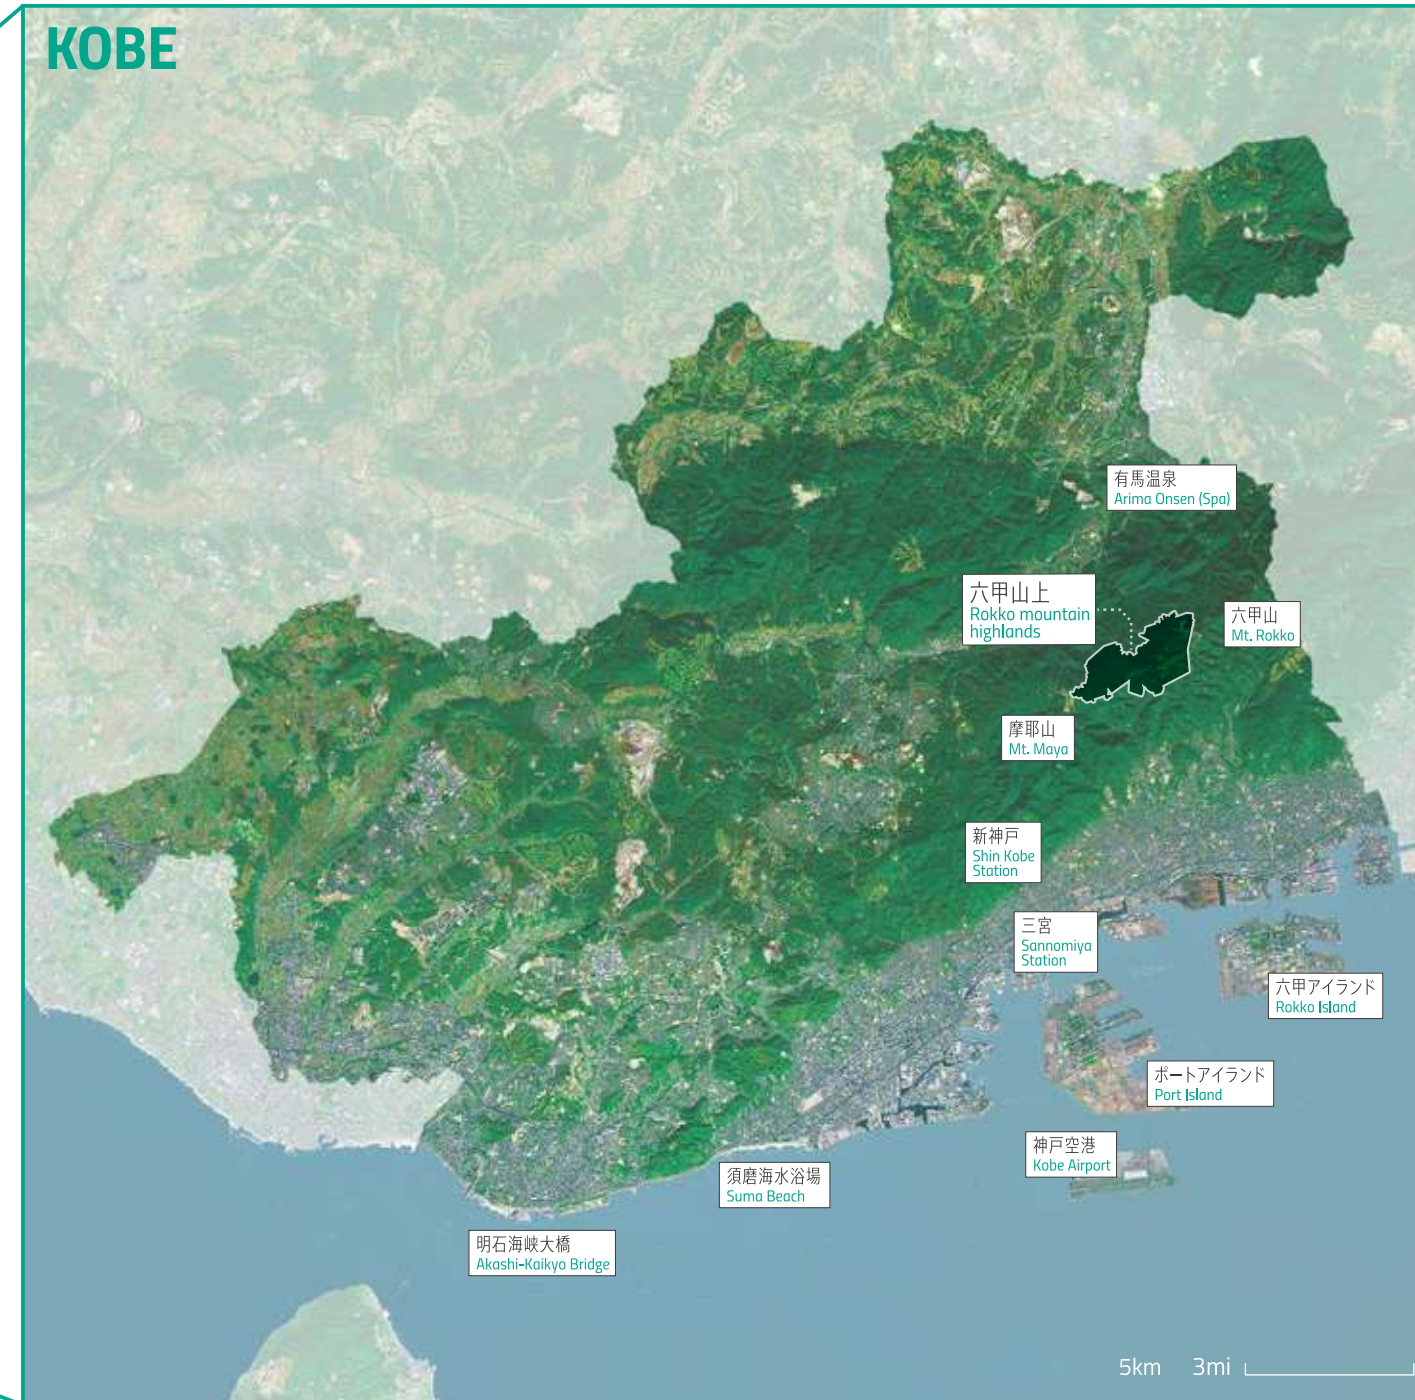 KOBE
有馬温泉
Arima Onsen (Spa)
六甲山上
Rokko mountain
highlands
六甲山
Mt. Rokko
摩耶山
Mt. Maya
新神戸
Shin Kobe
Station
三宮
Sannomiya
Station
六甲アイランド
Rokko Island
ポートアイランド
Port Island
神戸空港
Kobe Airport
須磨海水浴場
Suma Beach
明石海峡大橋
Akashi-Kaikyo Bridge
5km 3mi